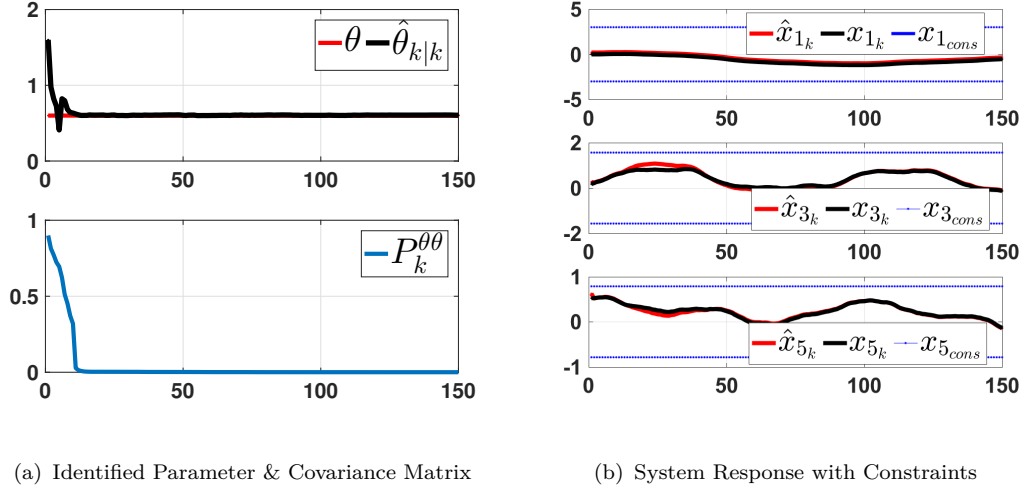 2
1
0
0 50 100 150
θ θ̂_{k|k}
1
0.5
0
0 50 100 150
P_k^{θθ}
(a) Identified Parameter & Covariance Matrix
5
0
-5
0 50 100 150
x̂_{1_k} x_{1_k} x_{1_{cons}}
2
0
-2
0 50 100 150
x̂_{3_k} x_{3_k} x_{3_{cons}}
1
0
-1
0 50 100 150
x̂_{5_k} x_{5_k} x_{5_{cons}}
(b) System Response with Constraints